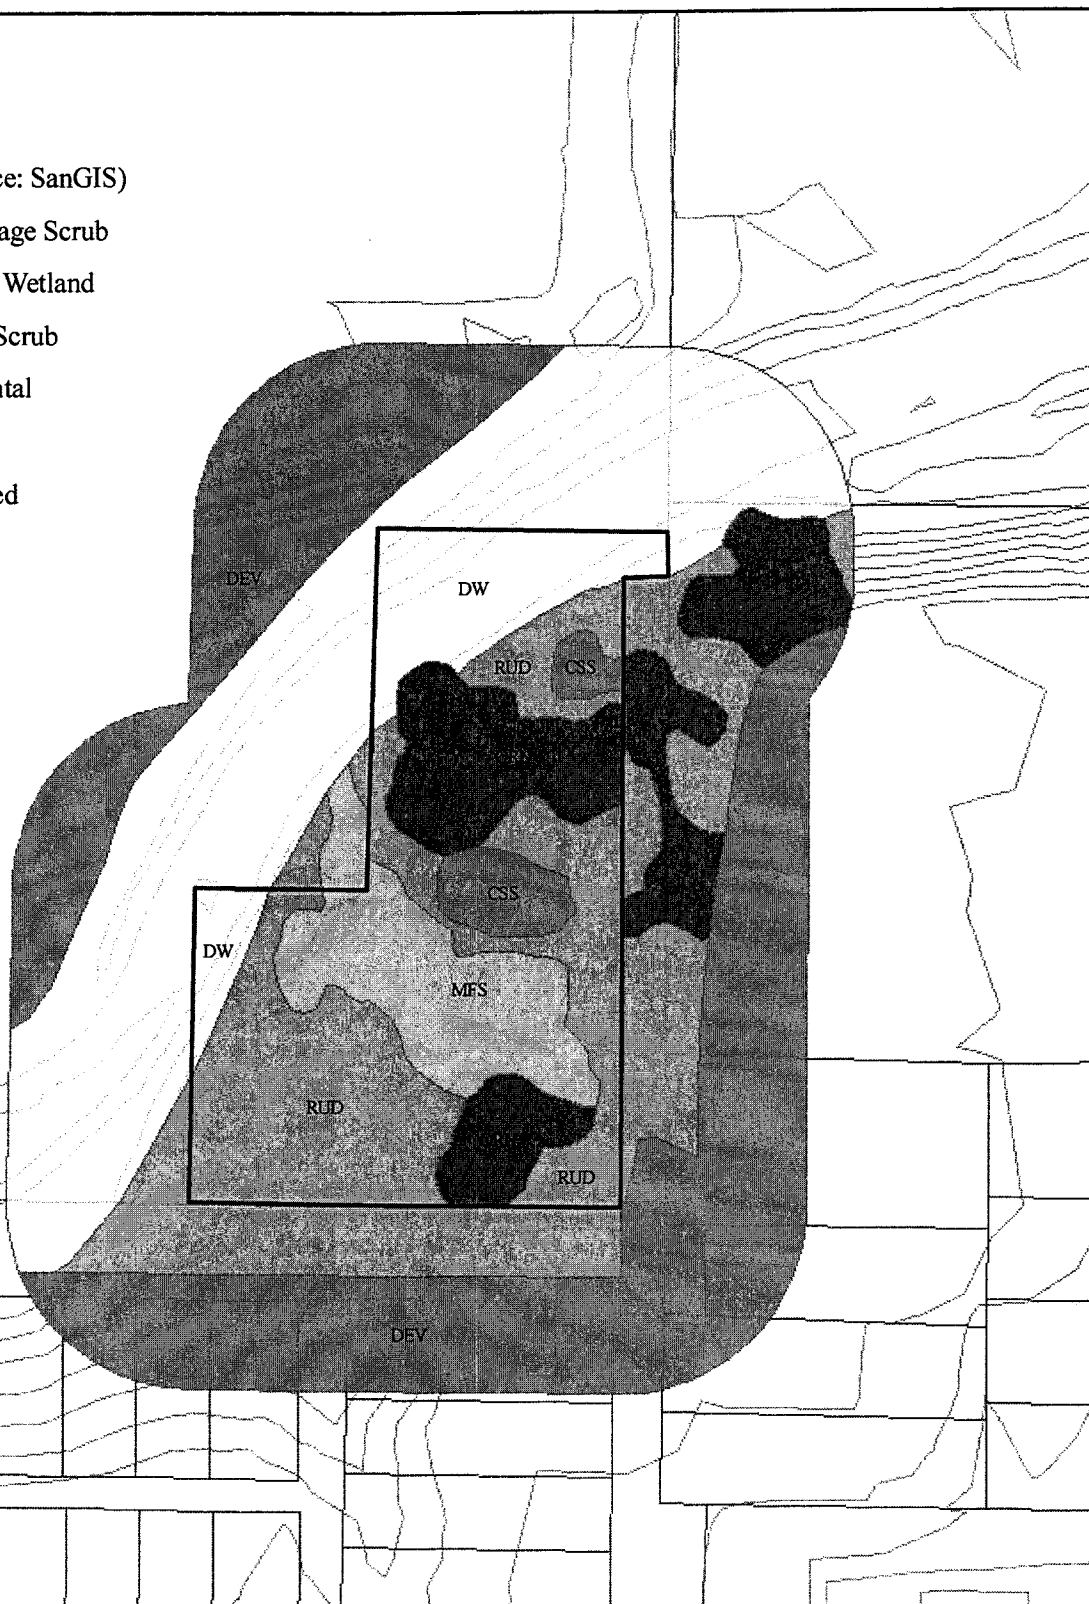 ce: SanGIS)
age Scrub
Wetland
Scrub
ntal
ed
DEV
DW
RUD
CSS
CSS
DW
MFS
RUD
RUD
DEV